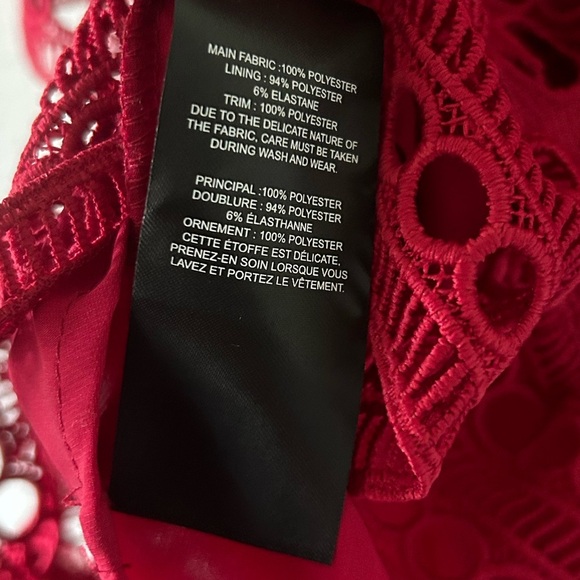 MAIN FABRIC :100% POLYESTER
LINING : 94% POLYESTER
6% ELASTANE
TRIM : 100% POLYESTER
DUE TO THE DELICATE NATURE OF
THE FABRIC, CARE MUST BE TAKEN
DURING WASH AND WEAR.
PRINCIPAL :100% POLYESTER
DOUBLURE : 94% POLYESTER
6% ÉLASTHANNE
ORNEMENT : 100% POLYESTER
CETTE ÉTOFFE EST DÉLICATE,
PRENEZ-EN SOIN LORSQUE VOUS
LAVEZ ET PORTEZ LE VÊTEMENT.